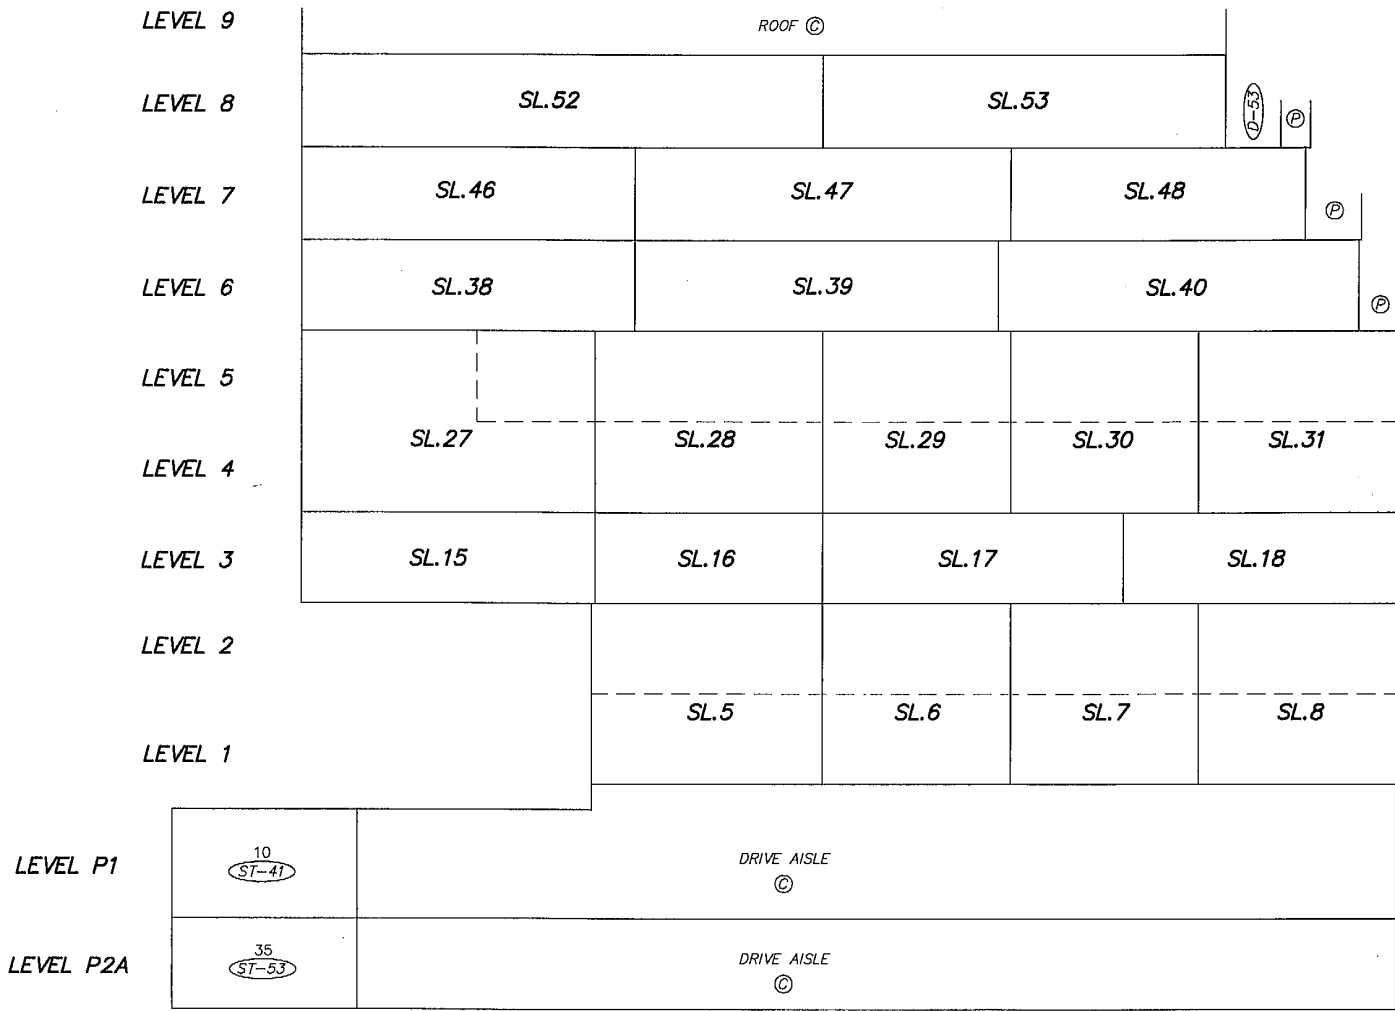 LEVEL 9 ROOF Ⓒ
LEVEL 8 SL.52 SL.53 D-53 Ⓟ
LEVEL 7 SL.46 SL.47 SL.48 Ⓟ
LEVEL 6 SL.38 SL.39 SL.40 Ⓟ
LEVEL 5
SL.27 SL.28 SL.29 SL.30 SL.31
LEVEL 4
LEVEL 3 SL.15 SL.16 SL.17 SL.18
LEVEL 2
SL.5 SL.6 SL.7 SL.8
LEVEL 1
LEVEL P1 10 ST-41 DRIVE AISLE Ⓒ
LEVEL P2A 35 ST-53 DRIVE AISLE Ⓒ